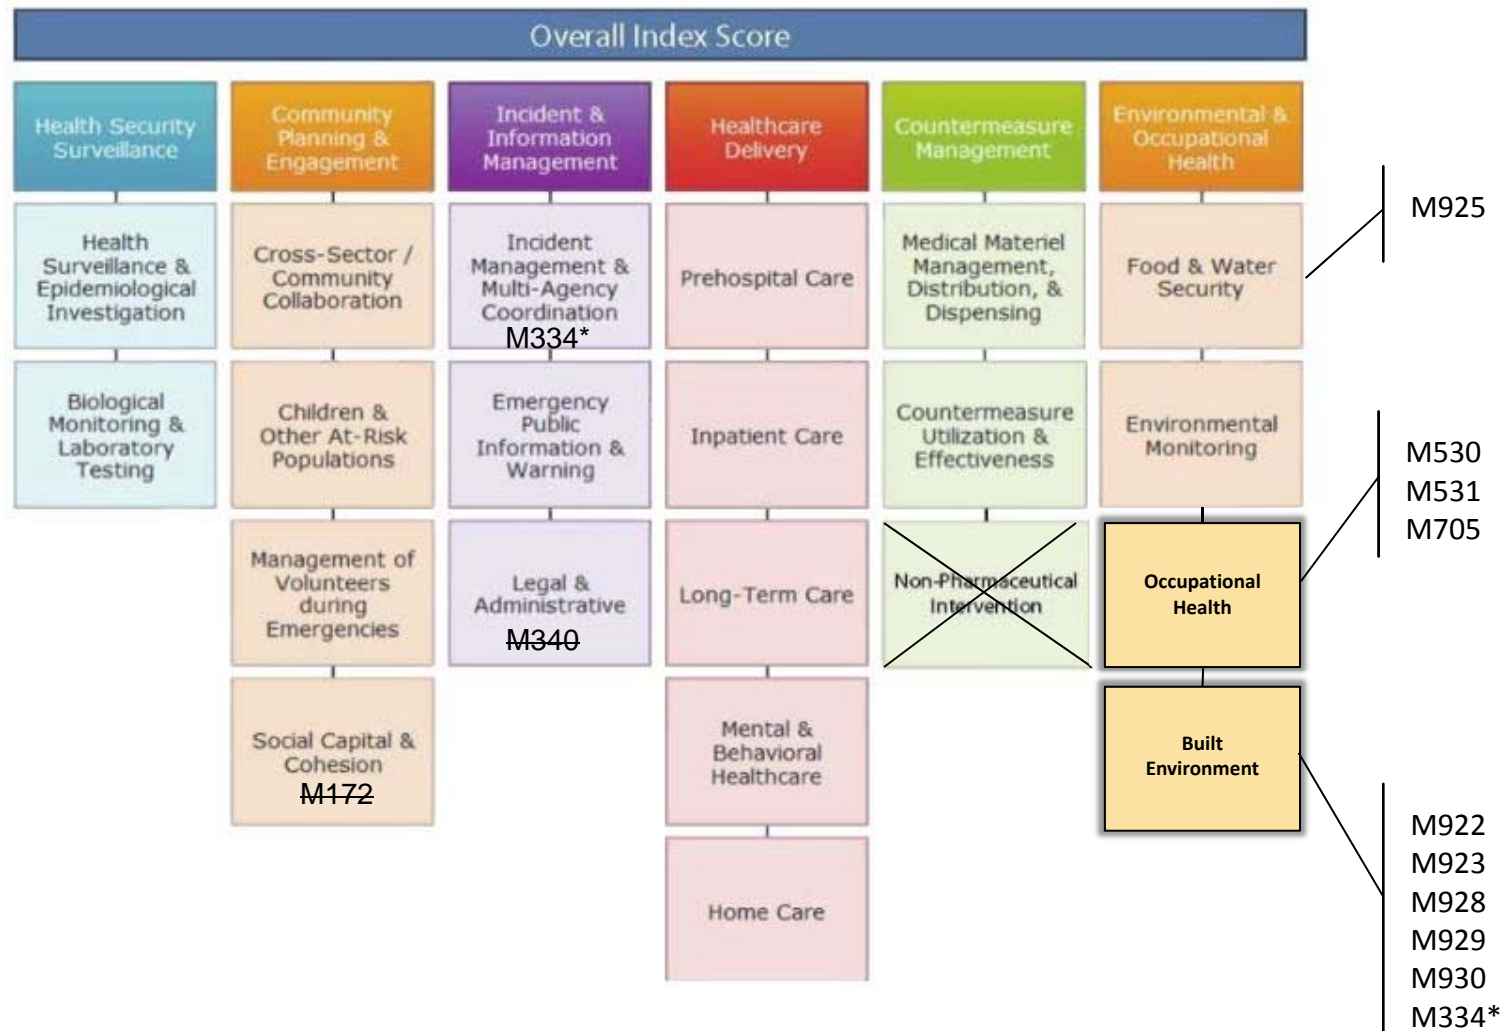 Overall Index Score
Health Security
Surveillance
Community
Planning &
Engagement
Incident &
Information
Management
Healthcare
Delivery
Countermeasure
Management
Environmental &
Occupational
Health
Health
Surveillance &
Epidemiological
Investigation
Cross-Sector /
Community
Collaboration
Incident
Management &
Multi-Agency
Coordination
M334*
Prehospital Care
Medical Materiel
Management,
Distribution, &
Dispensing
Food & Water
Security
M925
Biological
Monitoring &
Laboratory
Testing
Children &
Other At-Risk
Populations
Emergency
Public
Information &
Warning
Inpatient Care
Countermeasure
Utilization &
Effectiveness
Environmental
Monitoring
M530
M531
M705
Management of
Volunteers
during
Emergencies
Legal &
Administrative
M340
Long-Term Care
Non-Pharmaceutical
Intervention
Occupational
Health
Social Capital &
Cohesion
M172
Mental &
Behavioral
Healthcare
Built
Environment
M922
M923
M928
M929
M930
M334*
Home Care